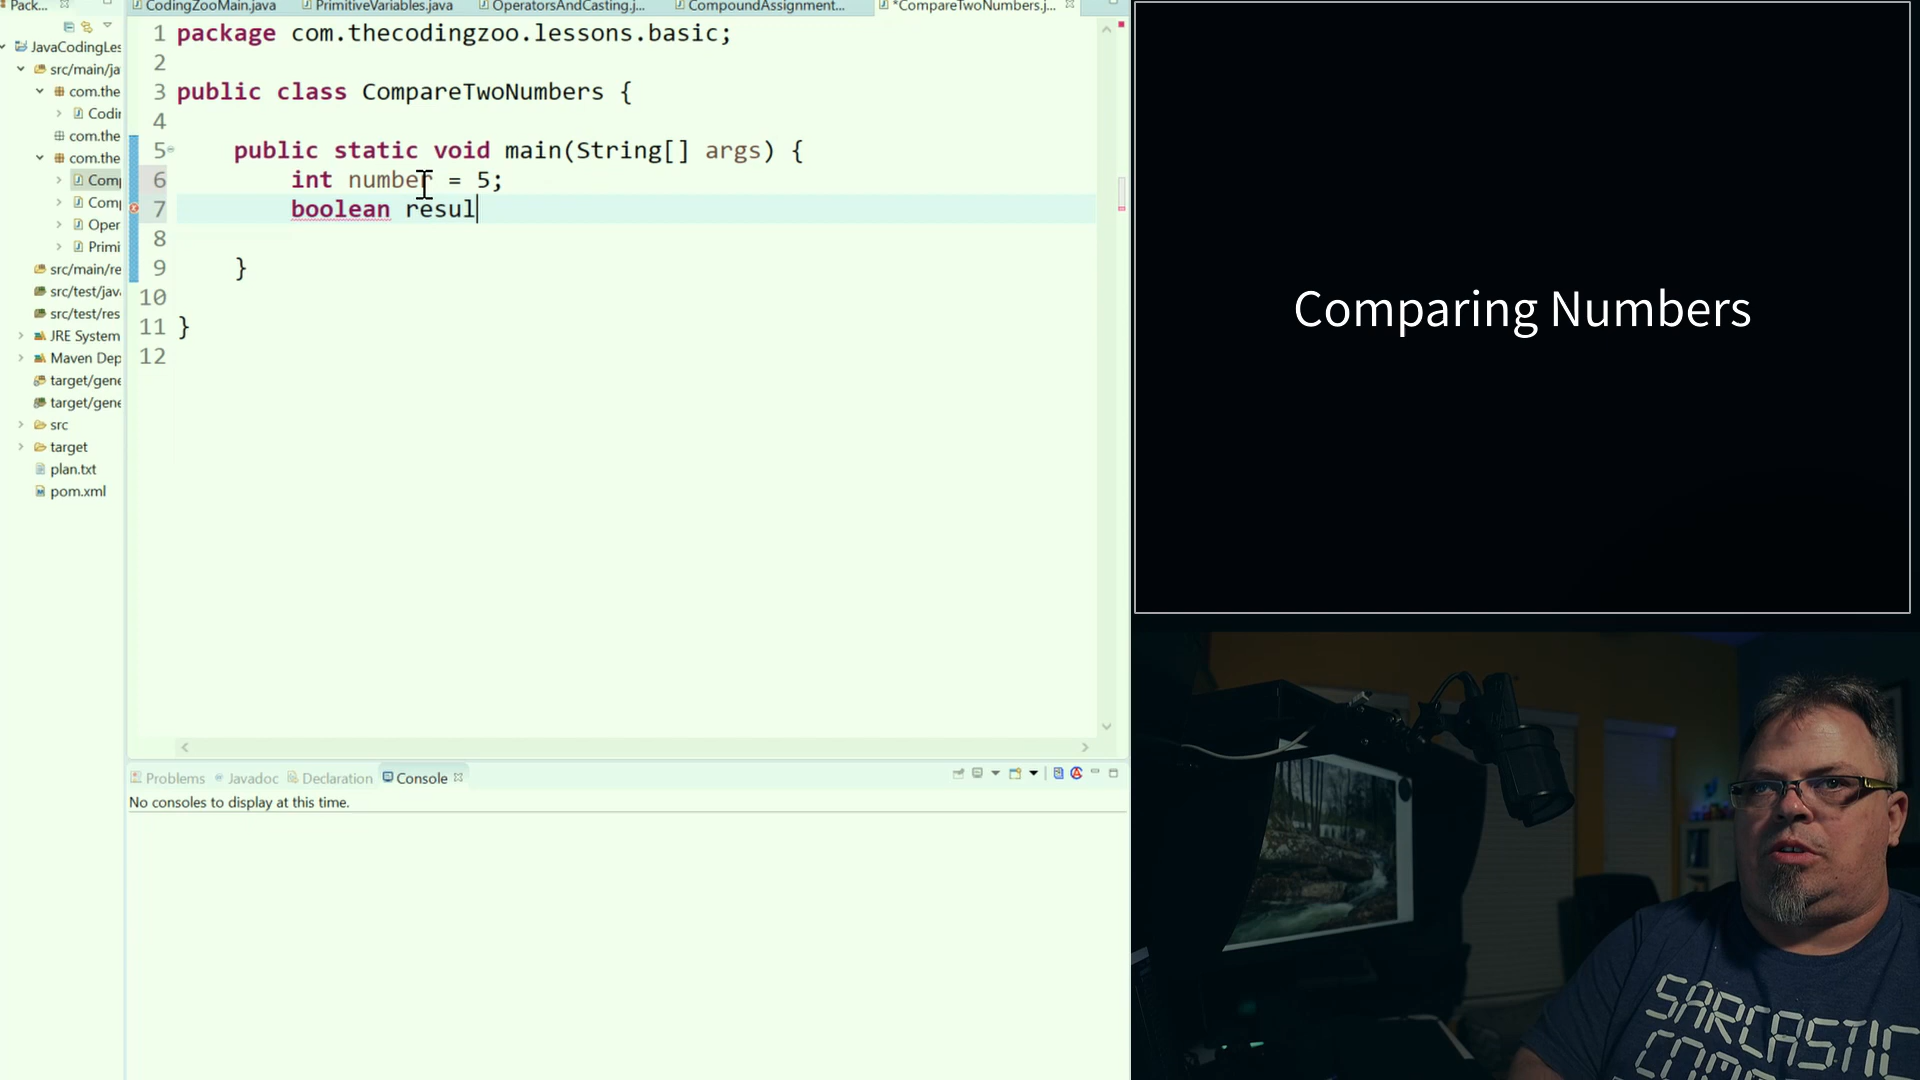 Pack...
CodingZooMain.java
PrimitiveVariables.java
OperatorsAndCasting.j...
CompoundAssignment...
*CompareTwoNumbers.j...
JavaCodingLes
src/main/ja
com.the
Codin
com.the
com.the
Comp
Comp
Oper
Primi
src/main/re
src/test/java
src/test/res
JRE System
Maven Dep
target/gene
target/gene
src
target
plan.txt
pom.xml
1 package com.thecodingzoo.lessons.basic;
2
3 public class CompareTwoNumbers {
4
5 public static void main(String[] args) {
6 int number = 5;
7 boolean resul
8
9 }
10
11 }
12
Problems
Javadoc
Declaration
Console
No consoles to display at this time.
Comparing Numbers
SARCASTIC